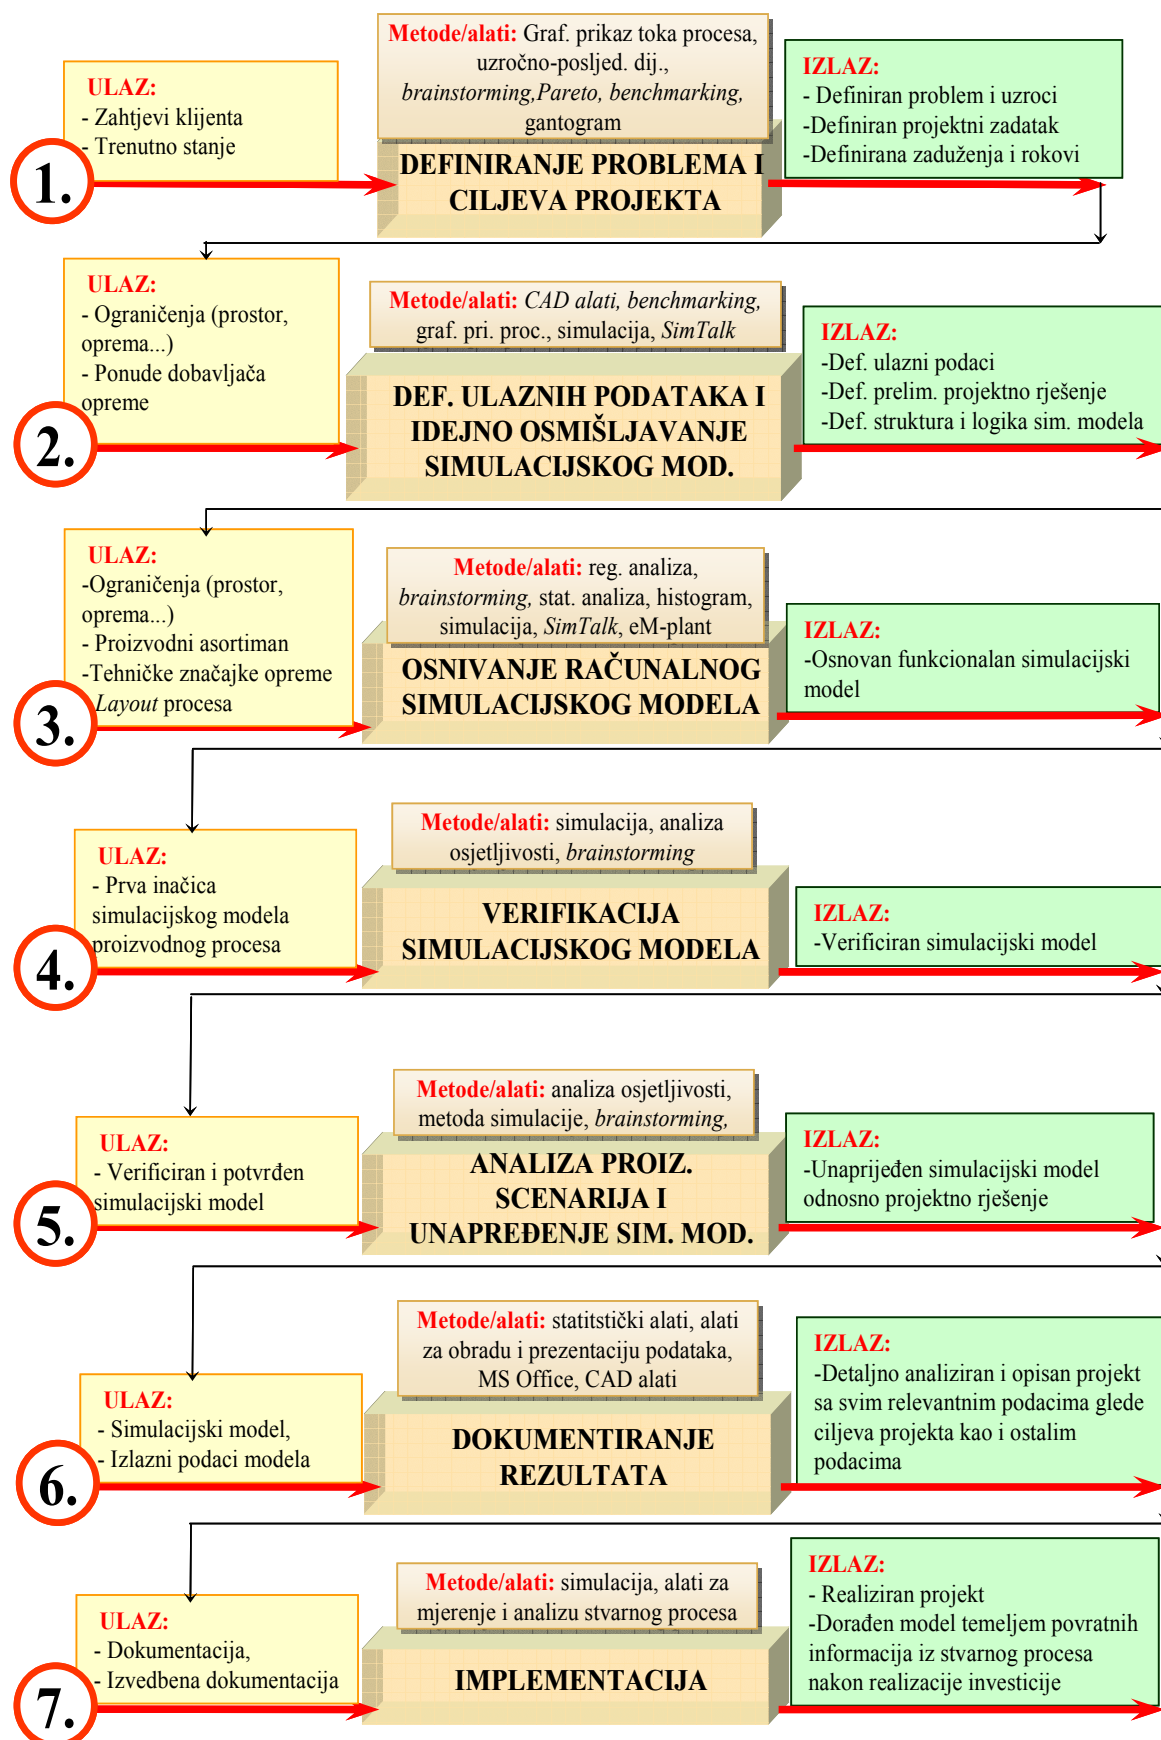 1.
ULAZ:
- Zahtjevi klijenta
- Trenutno stanje
Metode/alati: Graf. prikaz toka procesa,
uzročno-posljed. dij.,
brainstorming,Pareto, benchmarking,
gantogram
DEFINIRANJE PROBLEMA I
CILJEVA PROJEKTA
IZLAZ:
- Definiran problem i uzroci
-Definiran projektni zadatak
-Definirana zaduženja i rokovi
2.
ULAZ:
- Ograničenja (prostor,
oprema...)
- Ponude dobavljača
opreme
Metode/alati: CAD alati, benchmarking,
graf. pri. proc., simulacija, SimTalk
DEF. ULAZNIH PODATAKA I
IDEJNO OSMIŠLJAVANJE
SIMULACIJSKOG MOD.
IZLAZ:
-Def. ulazni podaci
-Def. prelim. projektno rješenje
-Def. struktura i logika sim. modela
3.
ULAZ:
-Ograničenja (prostor,
oprema...)
- Proizvodni asortiman
-Tehničke značajke opreme
Layout procesa
Metode/alati: reg. analiza,
brainstorming, stat. analiza, histogram,
simulacija, SimTalk, eM-plant
OSNIVANJE RAČUNALNOG
SIMULACIJSKOG MODELA
IZLAZ:
-Osnovan funkcionalan simulacijski
model
4.
ULAZ:
- Prva inačica
simulacijskog modela
proizvodnog procesa
Metode/alati: simulacija, analiza
osjetljivosti, brainstorming
VERIFIKACIJA
SIMULACIJSKOG MODELA
IZLAZ:
-Verificiran simulacijski model
5.
ULAZ:
- Verificiran i potvrđen
simulacijski model
Metode/alati: analiza osjetljivosti,
metoda simulacije, brainstorming,
ANALIZA PROIZ.
SCENARIJA I
UNAPREĐENJE SIM. MOD.
IZLAZ:
-Unaprijeđen simulacijski model
odnosno projektno rješenje
6.
ULAZ:
- Simulacijski model,
- Izlazni podaci modela
Metode/alati: statitstički alati, alati
za obradu i prezentaciju podataka,
MS Office, CAD alati
DOKUMENTIRANJE
REZULTATA
IZLAZ:
-Detaljno analiziran i opisan projekt
sa svim relevantnim podacima glede
ciljeva projekta kao i ostalim
podacima
7.
ULAZ:
- Dokumentacija,
- Izvedbena dokumentacija
Metode/alati: simulacija, alati za
mjerenje i analizu stvarnog procesa
IMPLEMENTACIJA
IZLAZ:
- Realiziran projekt
-Dorađen model temeljem povratnih
informacija iz stvarnog procesa
nakon realizacije investicije